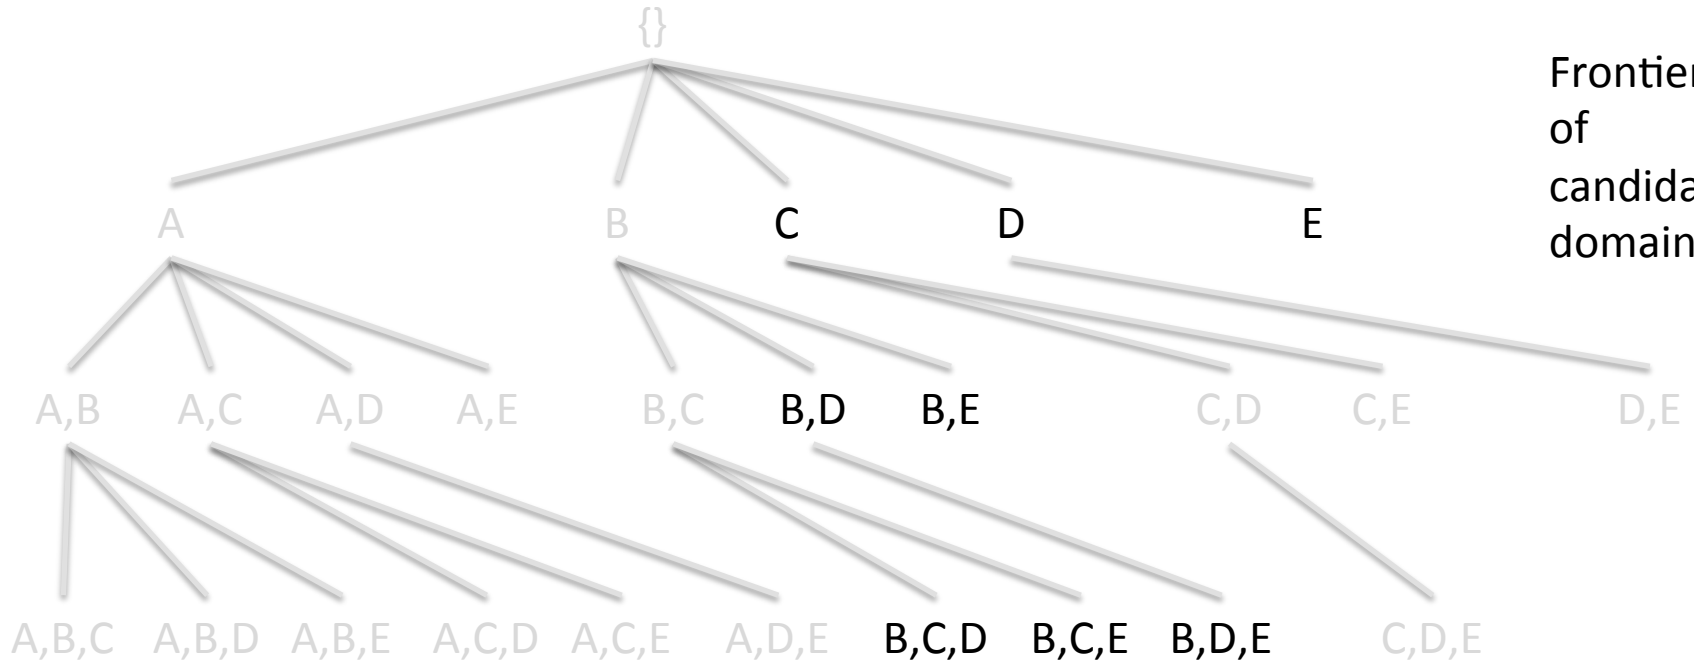 {}
Frontier
of
candida
domain
A B C D E
A,B A,C A,D A,E B,C B,D B,E C,D C,E D,E
A,B,C A,B,D A,B,E A,C,D A,C,E A,D,E B,C,D B,C,E B,D,E C,D,E